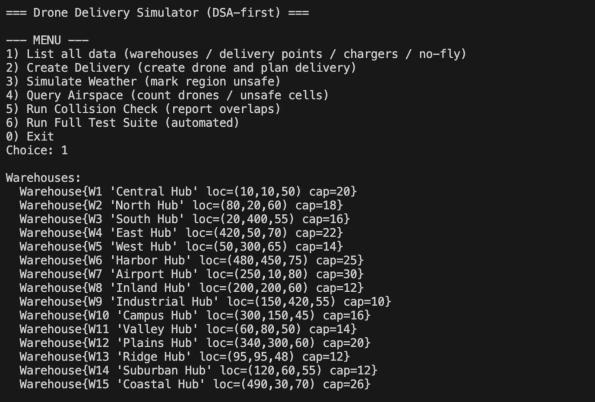 === Drone Delivery Simulator (DSA-first) ===
--- MENU ---
1) List all data (warehouses / delivery points / chargers / no-fly)
2) Create Delivery (create drone and plan delivery)
3) Simulate Weather (mark region unsafe)
4) Query Airspace (count drones / unsafe cells)
5) Run Collision Check (report overlaps)
6) Run Full Test Suite (automated)
0) Exit
Choice: 1
Warehouses:
Warehouse{W1 'Central Hub' loc=(10,10,50) cap=20}
Warehouse{W2 'North Hub' loc=(80,20,60) cap=18}
Warehouse{W3 'South Hub' loc=(20,400,55) cap=16}
Warehouse{W4 'East Hub' loc=(420,50,70) cap=22}
Warehouse{W5 'West Hub' loc=(50,300,65) cap=14}
Warehouse{W6 'Harbor Hub' loc=(480,450,75) cap=25}
Warehouse{W7 'Airport Hub' loc=(250,10,80) cap=30}
Warehouse{W8 'Inland Hub' loc=(200,200,60) cap=12}
Warehouse{W9 'Industrial Hub' loc=(150,420,55) cap=10}
Warehouse{W10 'Campus Hub' loc=(300,150,45) cap=16}
Warehouse{W11 'Valley Hub' loc=(60,80,50) cap=14}
Warehouse{W12 'Plains Hub' loc=(340,300,60) cap=20}
Warehouse{W13 'Ridge Hub' loc=(95,95,48) cap=12}
Warehouse{W14 'Suburban Hub' loc=(120,60,55) cap=12}
Warehouse{W15 'Coastal Hub' loc=(490,30,70) cap=26}